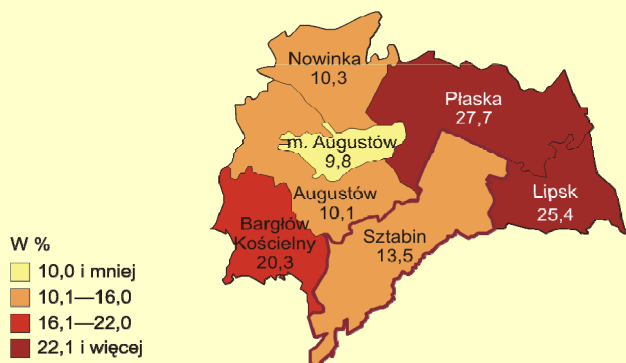 Nowinka
10,3
Płaska
27,7
m. Augustów
9,8
Augustów
10,1
Lipsk
25,4
Bargłów
Kościelny
20,3
Sztabin
13,5
W %
10,0 i mniej
10,1—16,0
16,1—22,0
22,1 i więcej